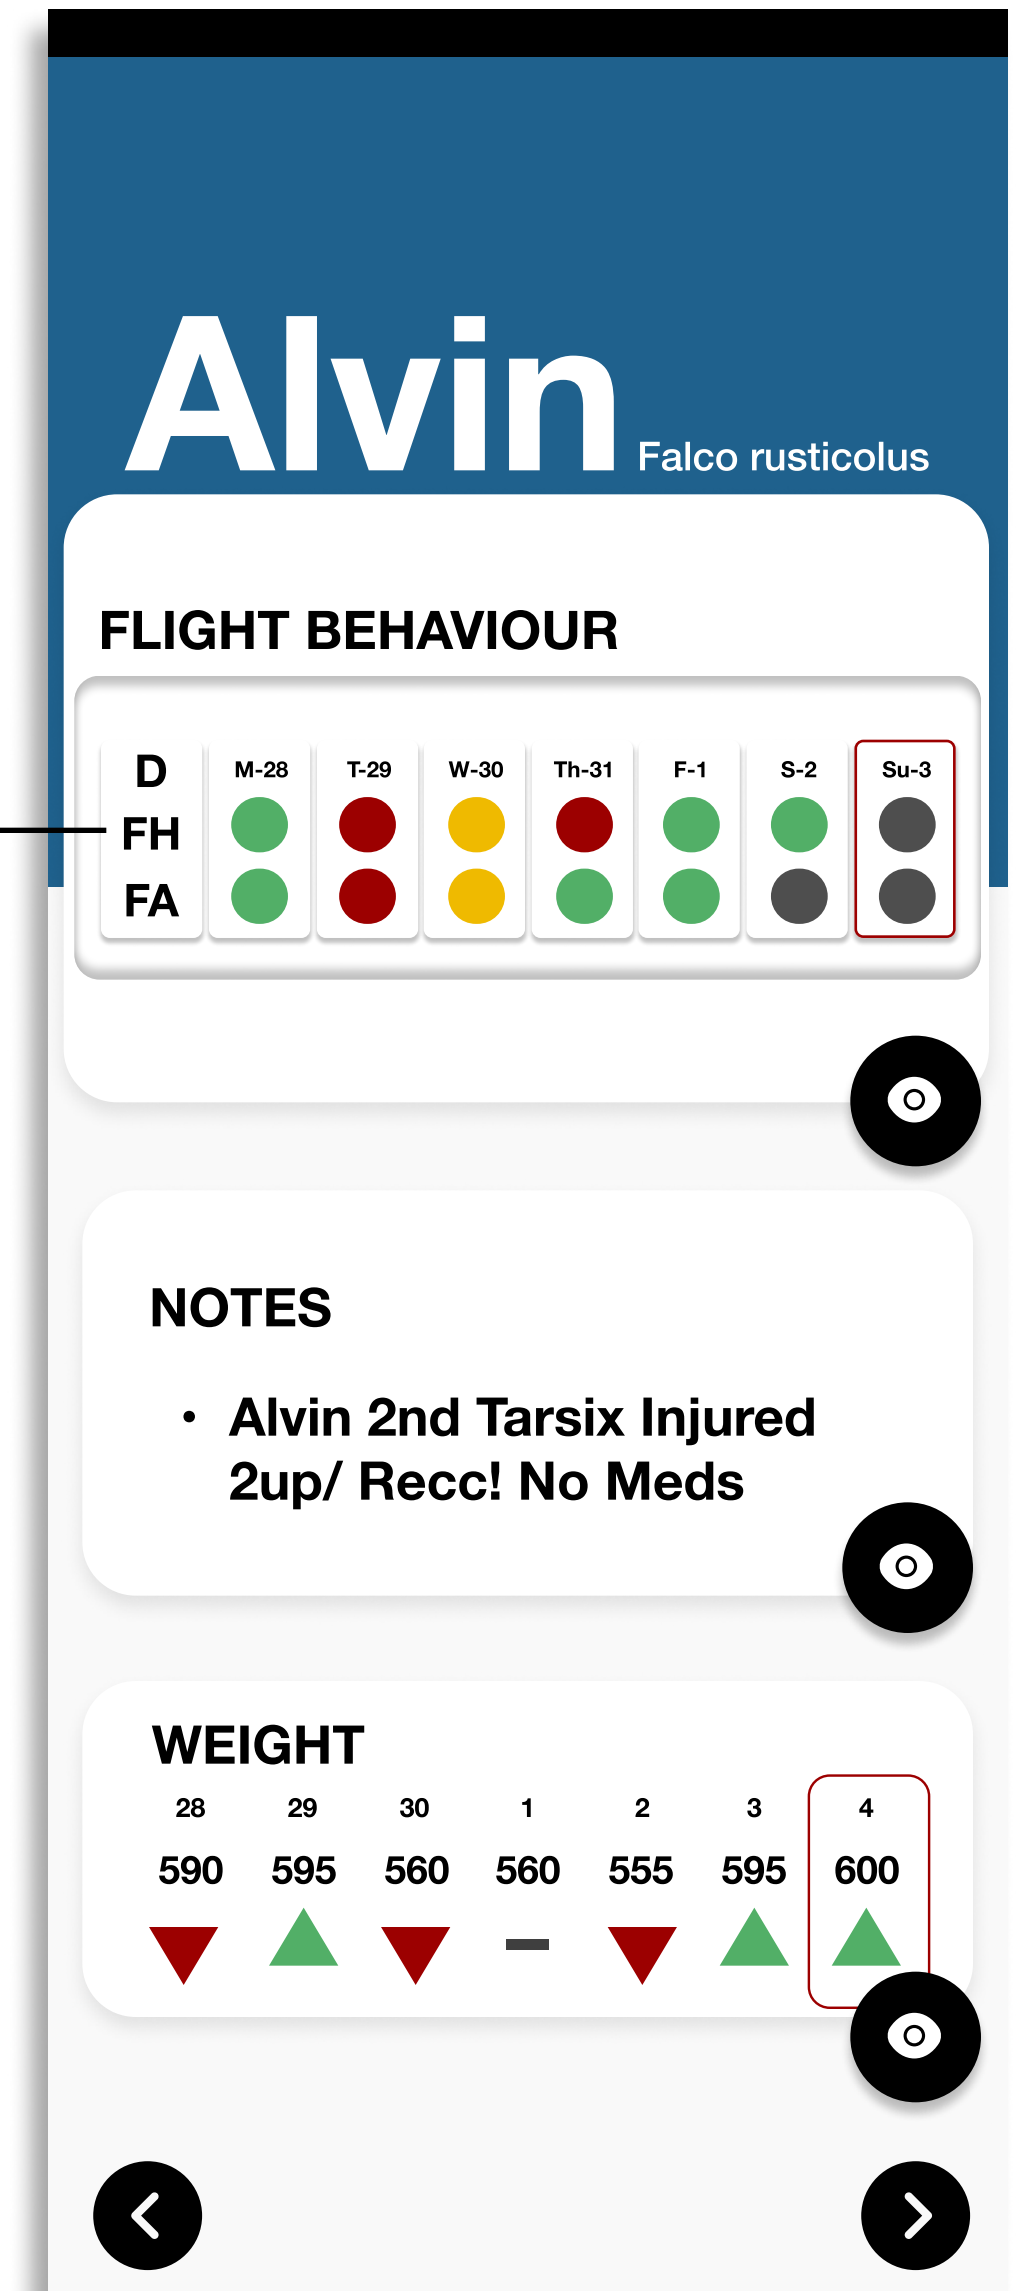 Alvin Falco rusticolus
FLIGHT BEHAVIOUR
D M-28 T-29 W-30 Th-31 F-1 S-2 Su-3
FH
FA
NOTES
• Alvin 2nd Tarsix Injured
2up/ Recc! No Meds
WEIGHT
28 29 30 1 2 3 4
590 595 560 560 555 595 600